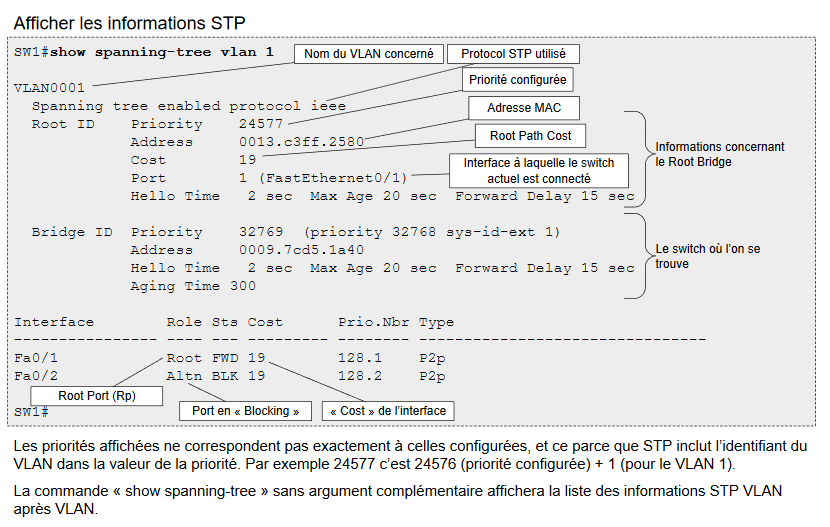 Afficher les informations STP
SW1#show spanning-tree vlan 1
Nom du VLAN concerné
Protocol STP utilisé
Priorité configurée
VLAN0001
Spanning tree enabled protocol ieee
Adresse MAC
Root ID Priority 24577
Address 0013.c3ff.2580
Root Path Cost
Cost 19
Port 1 (FastEthernet0/1)
Interface à laquelle le switch
actuel est connecté
Hello Time 2 sec Max Age 20 sec Forward Delay 15 sec
Informations concernant
le Root Bridge
Bridge ID Priority 32769 (priority 32768 sys-id-ext 1)
Address 0009.7cd5.1a40
Hello Time 2 sec Max Age 20 sec Forward Delay 15 sec
Aging Time 300
Le switch où l'on se
trouve
Interface Role Sts Cost Prio.Nbr Type
---------------- ---- --- --------- -------- --------------------------------
Fa0/1 Root FWD 19 128.1 P2p
Fa0/2 Altn BLK 19 128.2 P2p
Root Port (Rp)
Port en « Blocking »
« Cost » de l'interface
SW1#
Les priorités affichées ne correspondent pas exactement à celles configurées, et ce parce que STP inclut l'identifiant du
VLAN dans la valeur de la priorité. Par exemple 24577 c'est 24576 (priorité configurée) + 1 (pour le VLAN 1).
La commande « show spanning-tree » sans argument complémentaire affichera la liste des informations STP VLAN
après VLAN.